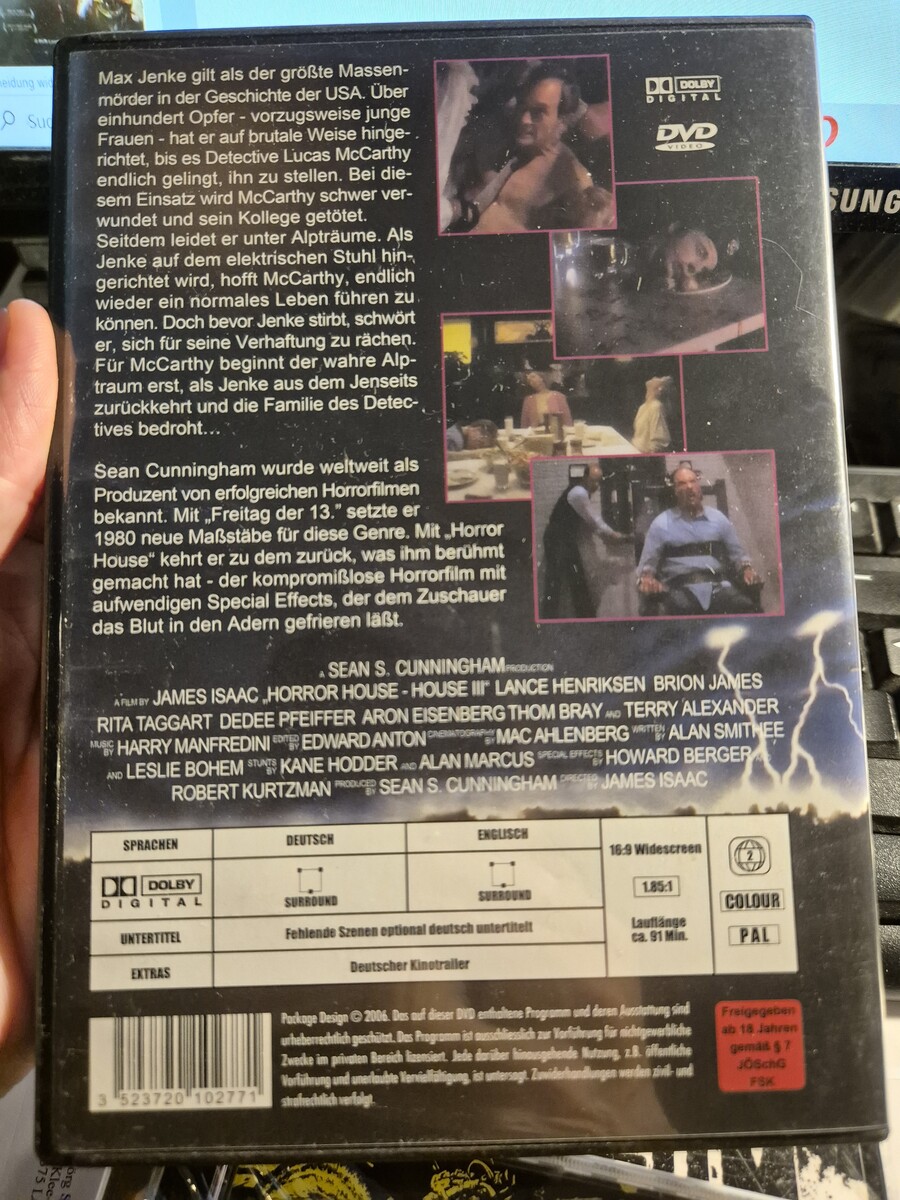 Max Jenke gilt als der größte Massen-
mörder in der Geschichte der USA. Über
einhundert Opfer - vorzugsweise junge
Frauen - hat er auf brutale Weise hinge-
richtet, bis es Detective Lucas McCarthy
endlich gelingt, ihn zu stellen. Bei die-
sem Einsatz wird McCarthy schwer ver-
wundet und sein Kollege getötet.
Seitdem leidet er unter Alpträume. Als
Jenke auf dem elektrischen Stuhl hin-
gerichtet wird, hofft McCarthy, endlich
wieder ein normales Leben führen zu
können. Doch bevor Jenke stirbt, schwört
er, sich für seine Verhaftung zu rächen.
Für McCarthy beginnt der wahre Alp-
traum erst, als Jenke aus dem Jenseits
zurückkehrt und die Familie des Detec-
tives bedroht...
Sean Cunningham wurde weltweit als
Produzent von erfolgreichen Horrorfilmen
bekannt. Mit „Freitag der 13.“ setzte er
1980 neue Maßstäbe für diese Genre. Mit „Horror
House“ kehrt er zu dem zurück, was ihm berühmt
gemacht hat - der kompromißlose Horrorfilm mit
aufwendigen Special Effects, der dem Zuschauer
das Blut in den Adern gefrieren läßt.
DOLBY
DIGITAL
DVD
VIDEO
SUNG
A SEAN S. CUNNINGHAM PRODUCTION
A FILM BY JAMES ISAAC „HORROR HOUSE - HOUSE III“ LANCE HENRIKSEN BRION JAMES
RITA TAGGART DEDEE PFEIFFER ARON EISENBERG THOM BRAY AND TERRY ALEXANDER
MUSIC BY HARRY MANFREDINI EDITED BY EDWARD ANTON CINEMATOGRAPHY BY MAC AHLENBERG WRITTEN BY ALAN SMITHEE
AND LESLIE BOHEM STUNTS BY KANE HODDER AND ALAN MARCUS SPECIAL EFFECTS BY HOWARD BERGER AND
ROBERT KURTZMAN PRODUCED BY SEAN S. CUNNINGHAM DIRECTED BY JAMES ISAAC
SPRACHEN
DEUTSCH
ENGLISCH
DOLBY
DIGITAL
SURROUND
SURROUND
UNTERTITEL
Fehlende Szenen optional deutsch untertitelt
EXTRAS
Deutscher Kinotrailer
16:9 Widescreen
1.85:1
Lauflänge
ca. 91 Min.
2
COLOUR
PAL
3 523720 102771
Package Design © 2006. Das auf dieser DVD enthaltene Programm und deren Ausstattung sind
urheberrechtlich geschützt. Das Programm ist ausschliesslich zur Vorführung für nichtgewerbliche
Zwecke im privaten Bereich lizensiert. Jede darüber hinausgehende Nutzung, z.B. öffentliche
Vorführung und unerlaubte Vervielfältigung, ist untersagt. Zuwiderhandlungen werden zivil- und
strafrechtlich verfolgt.
Freigegeben
ab 18 Jahren
gemäß § 7
JÖSchG
FSK